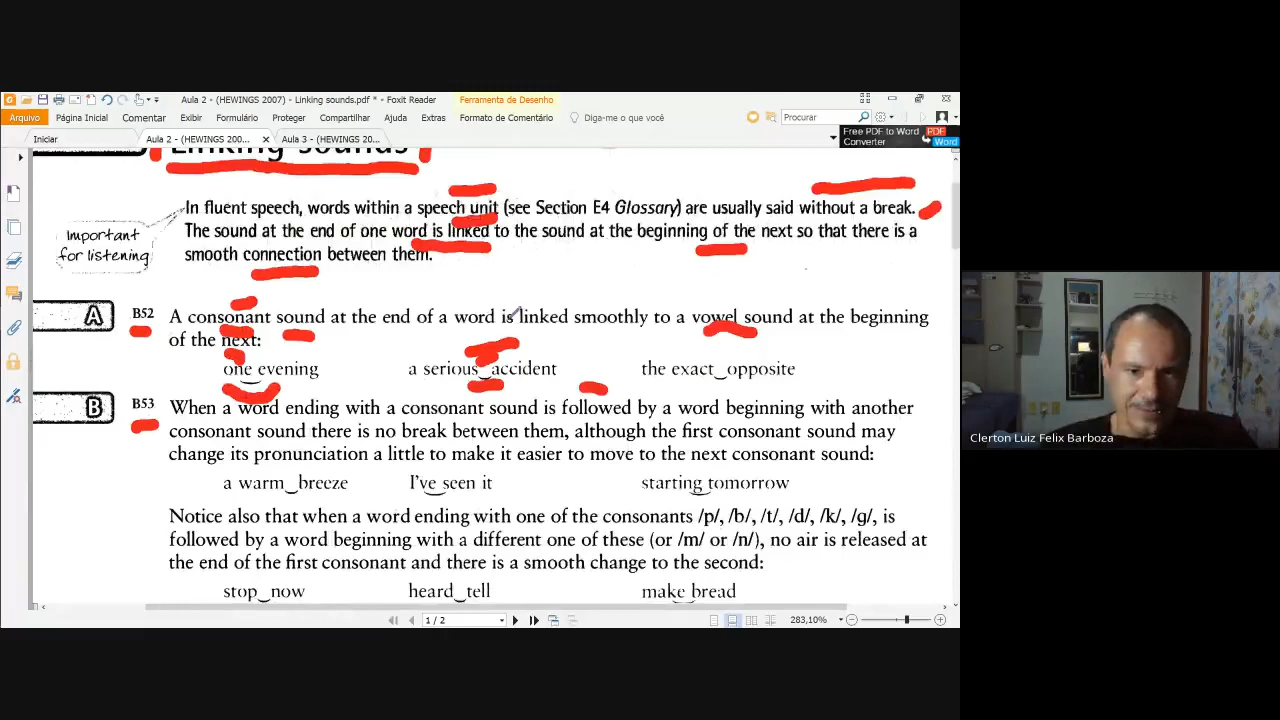 Aula 2 - (HEWINGS 2007) - Linking sounds.pdf * - Foxit Reader
Ferramenta de Desenho
Arquivo
Página Inicial
Comentar
Exibir
Formulário
Proteger
Compartilhar
Ajuda
Extras
Formato de Comentário
Diga-me o que você
Procurar
Iniciar
Aula 2 - (HEWINGS 200...
Aula 3 - (HEWINGS 20...
Free PDF to Word
Converter
PDF
Word
Linking sounds
In fluent speech, words within a speech unit (see Section E4 Glossary) are usually said without a break.
The sound at the end of one word is linked to the sound at the beginning of the next so that there is a
smooth connection between them.
Important
for listening
A
B52
A consonant sound at the end of a word is linked smoothly to a vowel sound at the beginning
of the next:
one evening
a serious accident
the exact opposite
B
B53
When a word ending with a consonant sound is followed by a word beginning with another
consonant sound there is no break between them, although the first consonant sound may
change its pronunciation a little to make it easier to move to the next consonant sound:
a warm breeze
I've seen it
starting tomorrow
Notice also that when a word ending with one of the consonants /p/, /b/, /t/, /d/, /k/, /g/, is
followed by a word beginning with a different one of these (or /m/ or /n/), no air is released at
the end of the first consonant and there is a smooth change to the second:
stop now
heard tell
make bread
1 / 2
283,10%
Clerton Luiz Felix Barboza